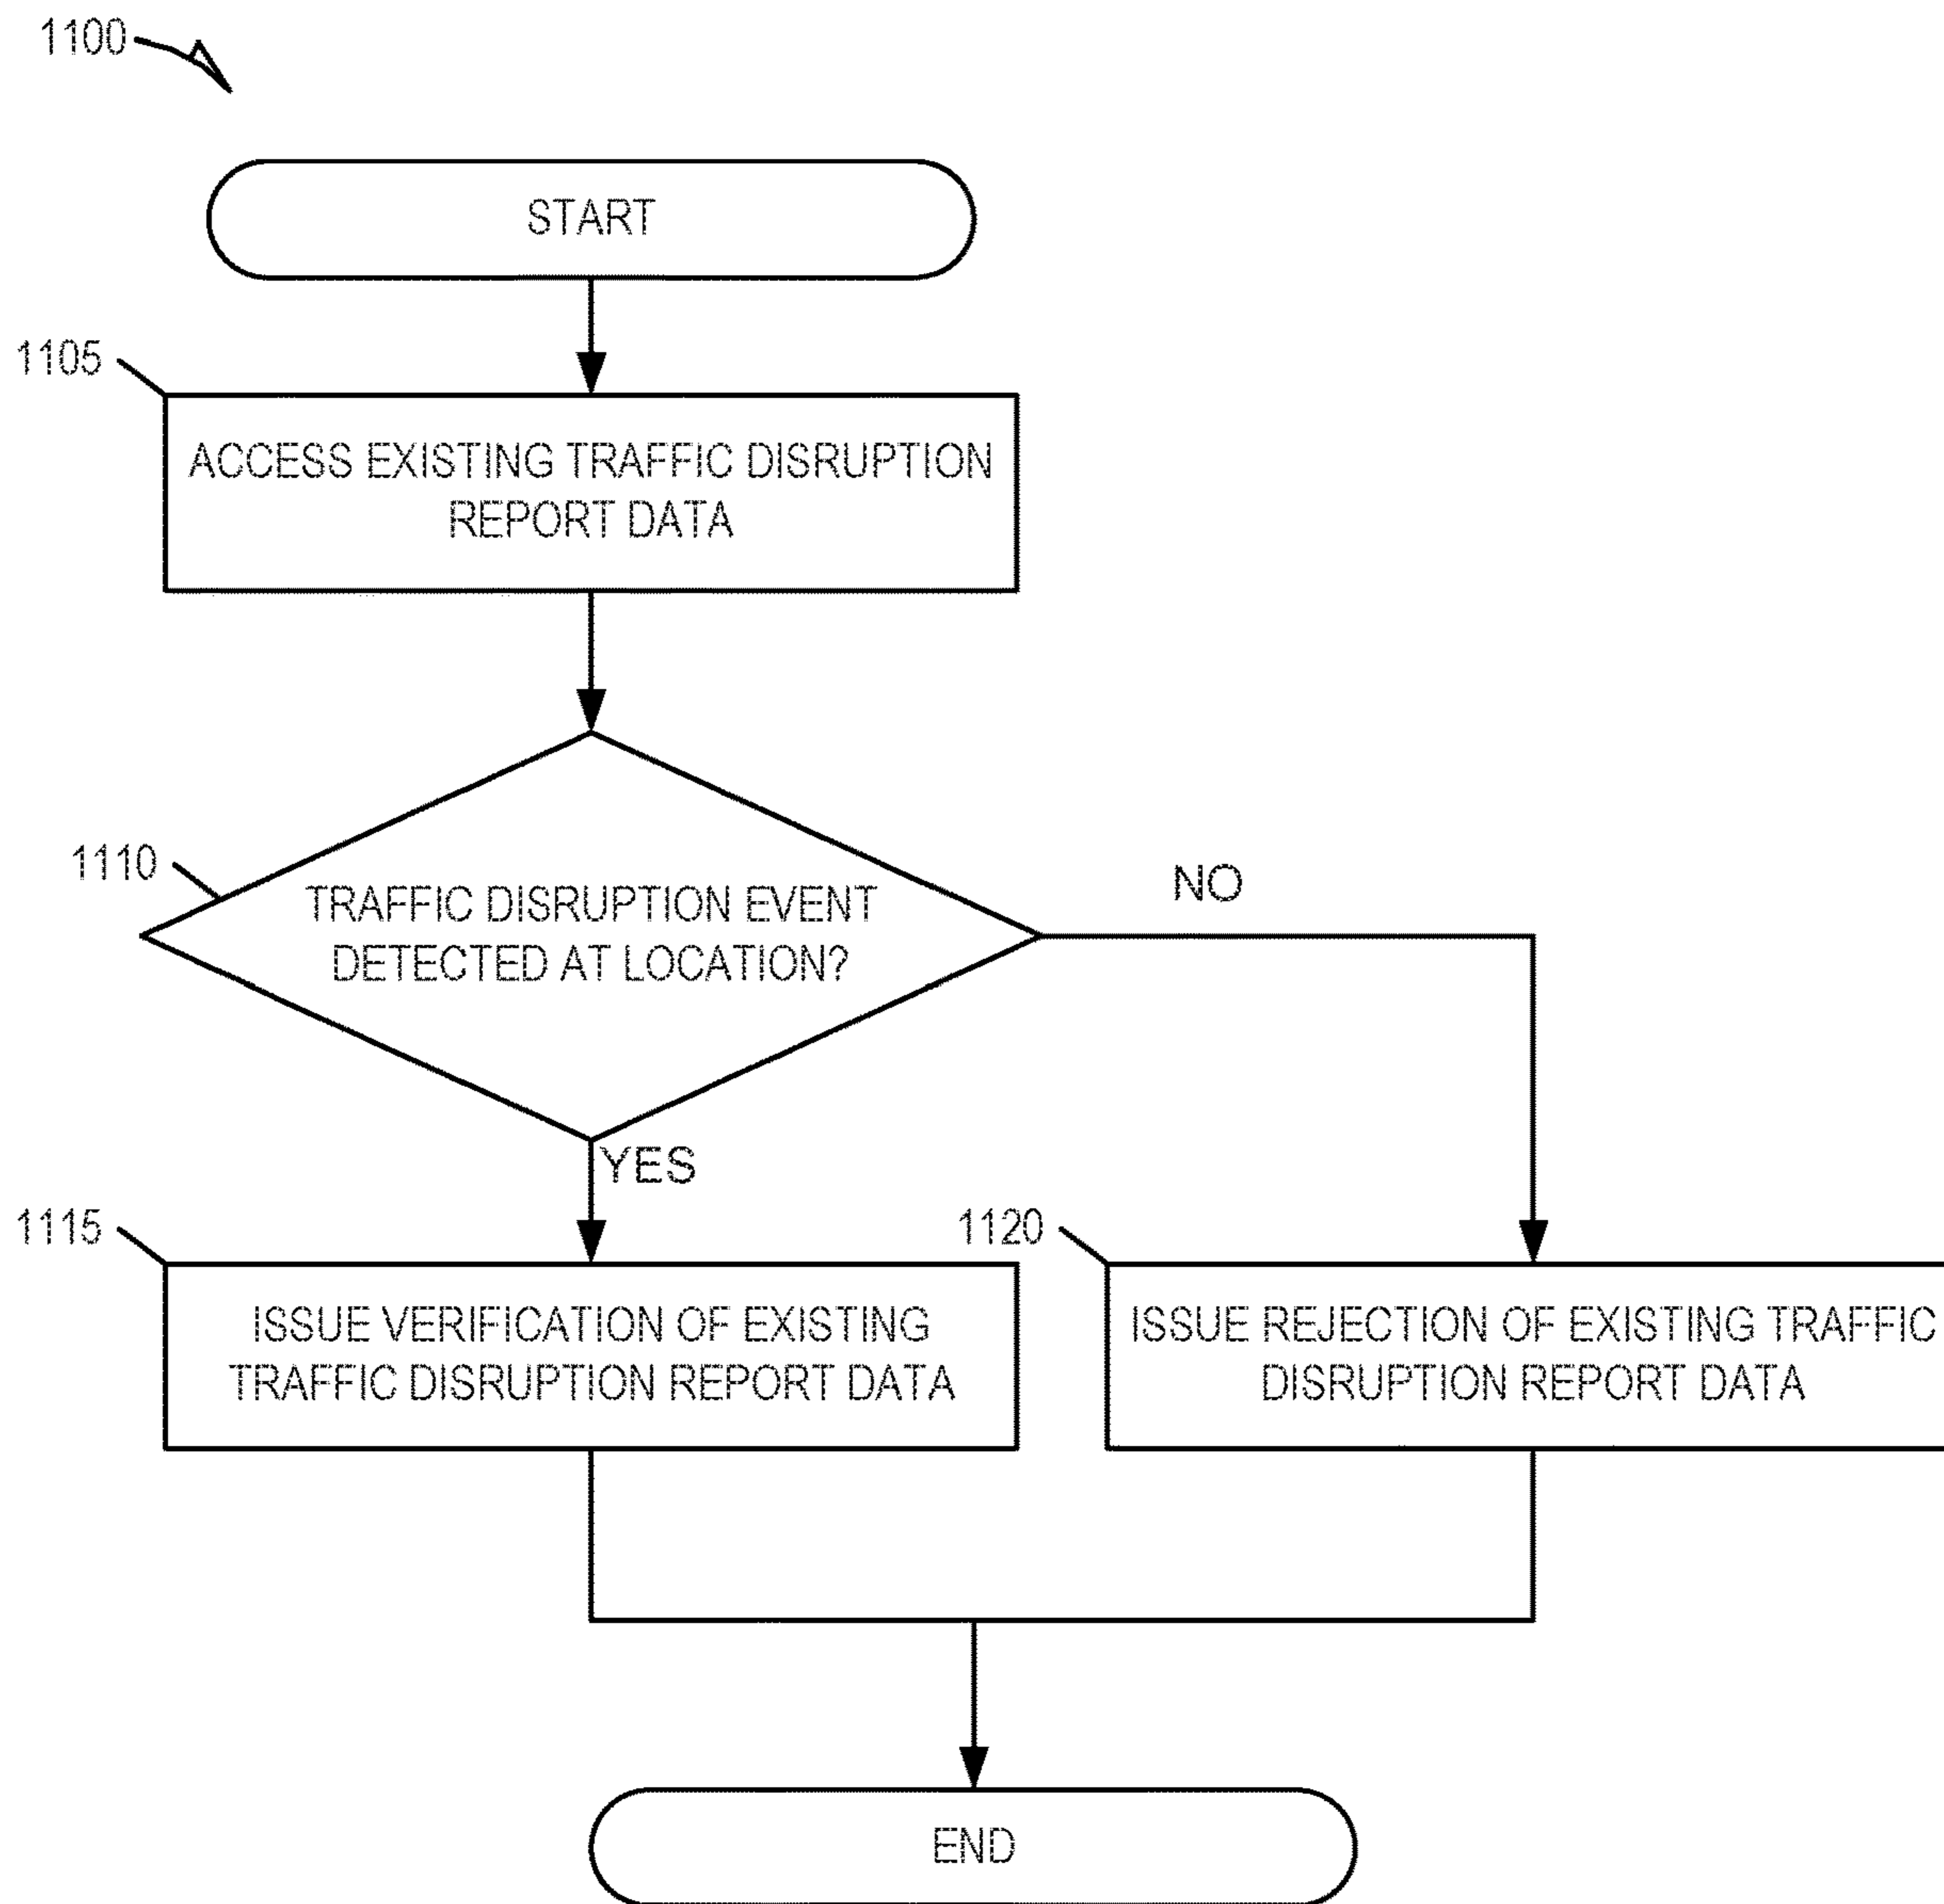 1100
START
1105
ACCESS EXISTING TRAFFIC DISRUPTION
REPORT DATA
1110
TRAFFIC DISRUPTION EVENT
DETECTED AT LOCATION?
NO
YES
1115
ISSUE VERIFICATION OF EXISTING
TRAFFIC DISRUPTION REPORT DATA
1120
ISSUE REJECTION OF EXISTING TRAFFIC
DISRUPTION REPORT DATA
END